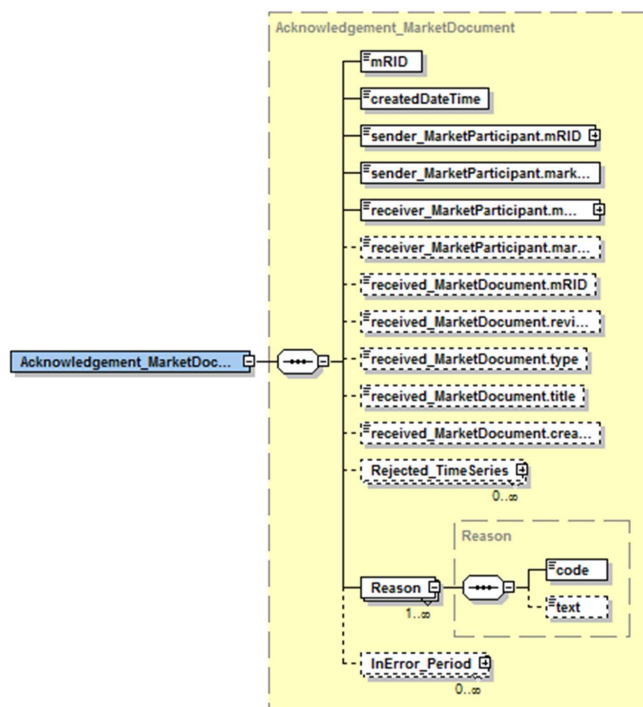 Acknowledgement_MarketDocument
mRID
createdDateTime
sender_MarketParticipant.mRID
sender_MarketParticipant.mark...
receiver_MarketParticipant.m...
receiver_MarketParticipant.mar...
received_MarketDocument.mRID
received_MarketDocument.revi...
received_MarketDocument.type
Acknowledgement_MarketDoc...
received_MarketDocument.title
received_MarketDocument.crea...
Rejected_TimeSeries
0..∞
Reason
code
Reason
text
1..∞
InError_Period
0..∞